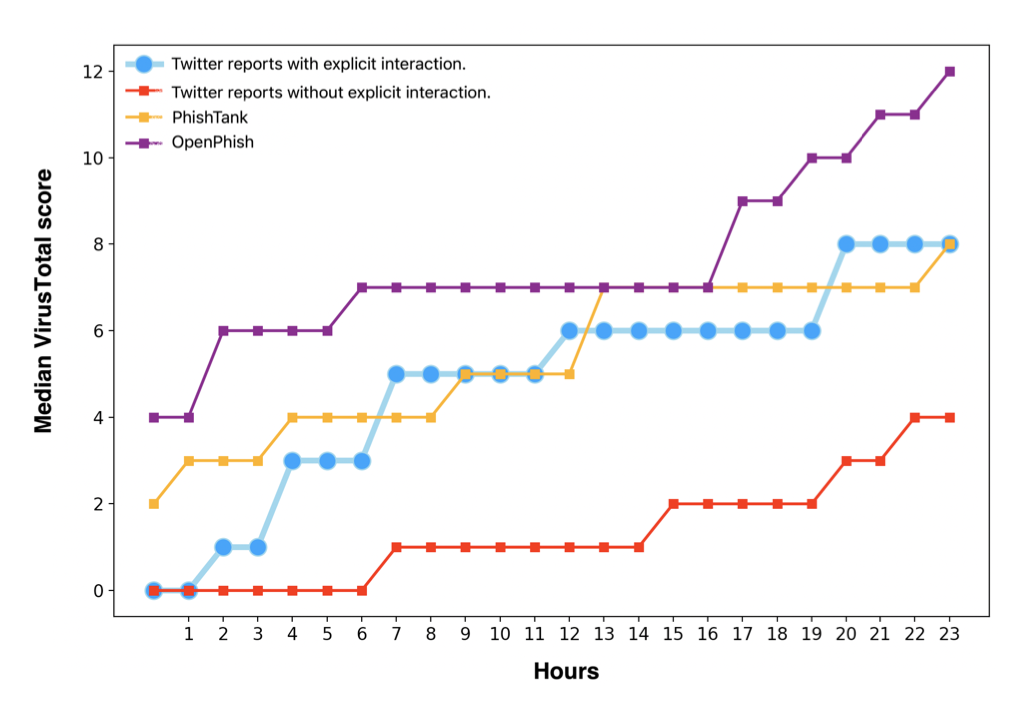 Twitter reports with explicit interaction.
Twitter reports without explicit interaction.
PhishTank
OpenPhish
Median VirusTotal score
12
10
8
6
4
2
0
1 2 3 4 5 6 7 8 9 10 11 12 13 14 15 16 17 18 19 20 21 22 23
Hours